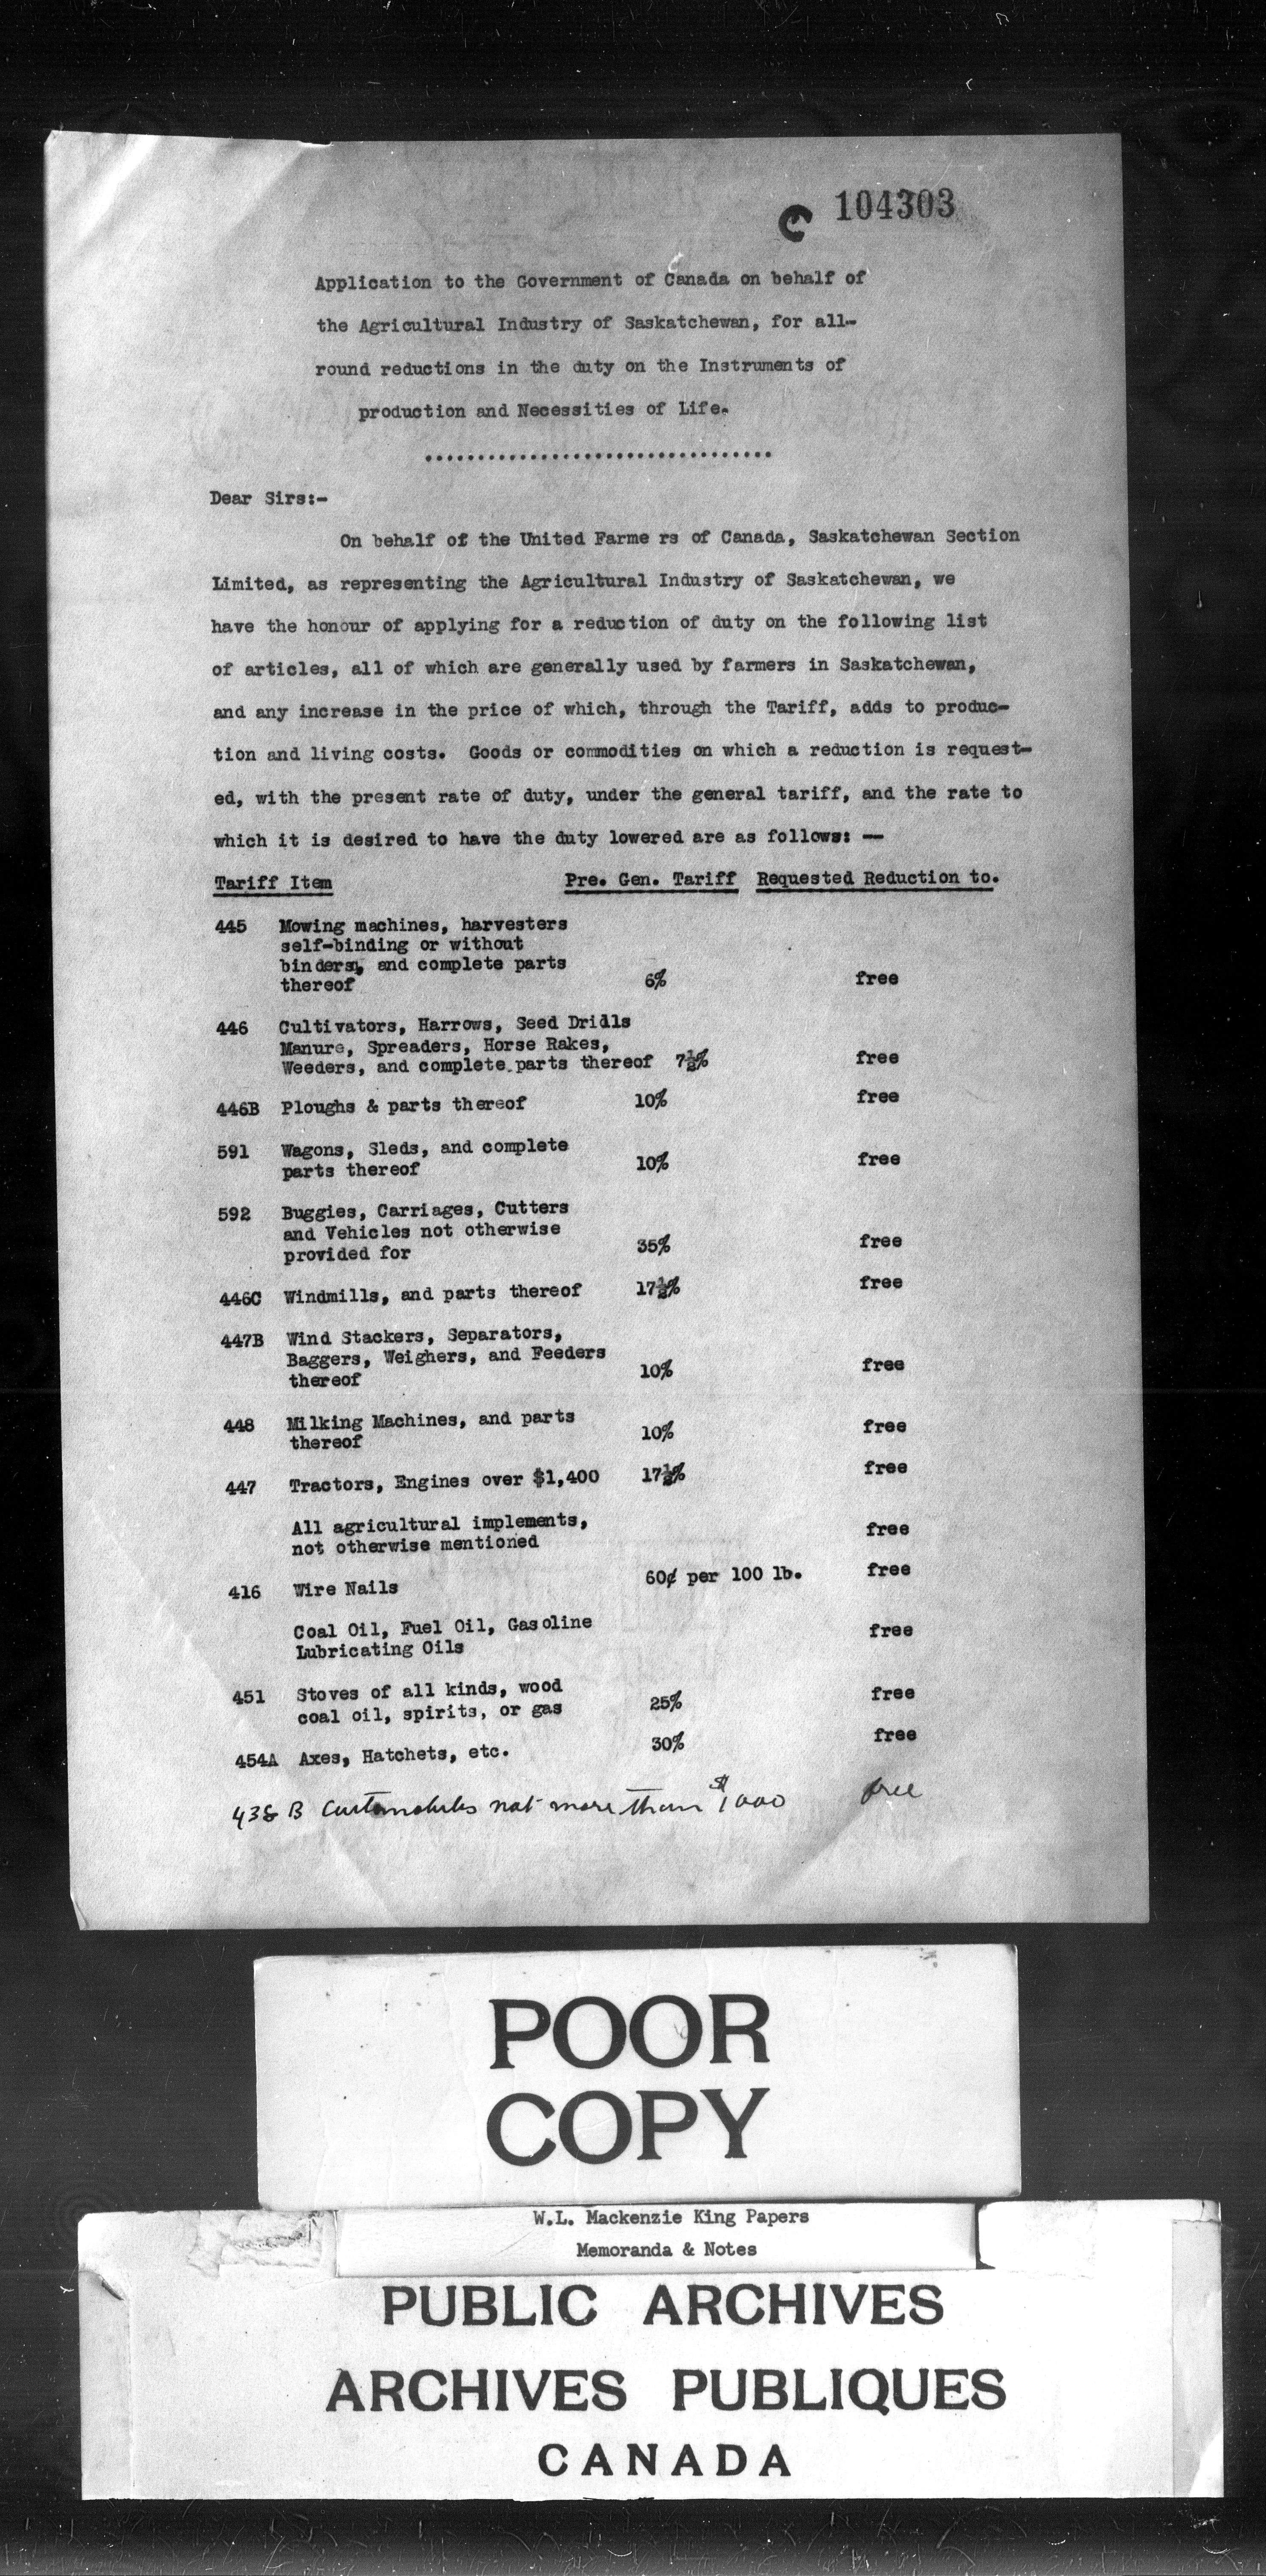 C 104303
Application to the Government of Canada on behalf of
the Agricultural Industry of Saskatchewan, for all-
round reductions in the duty on the Instruments of
production and Necessities of Life.
.................................
Dear Sirs:-
On behalf of the United Farme rs of Canada, Saskatchewan Section
Limited, as representing the Agricultural Industry of Saskatchewan, we
have the honour of applying for a reduction of duty on the following list
of articles, all of which are generally used by farmers in Saskatchewan,
and any increase in the price of which, through the Tariff, adds to produc-
tion and living costs. Goods or commodities on which a reduction is request-
ed, with the present rate of duty, under the general tariff, and the rate to
which it is desired to have the duty lowered are as follows: —
Tariff Item Pre. Gen. Tariff Requested Reduction to.
445 Mowing machines, harvesters
self-binding or without
binders, and complete parts
thereof 6% free
446 Cultivators, Harrows, Seed Drills
Manure, Spreaders, Horse Rakes,
Weeders, and complete parts thereof 7½% free
446B Ploughs & parts thereof 10% free
591 Wagons, Sleds, and complete
parts thereof 10% free
592 Buggies, Carriages, Cutters
and Vehicles not otherwise
provided for 35% free
446C Windmills, and parts thereof 17½% free
447B Wind Stackers, Separators,
Baggers, Weighers, and Feeders
thereof 10% free
448 Milking Machines, and parts
thereof 10% free
447 Tractors, Engines over $1,400 17½% free
All agricultural implements,
not otherwise mentioned free
416 Wire Nails 60¢ per 100 lb. free
Coal Oil, Fuel Oil, Gasoline
Lubricating Oils free
451 Stoves of all kinds, wood
coal oil, spirits, or gas 25% free
454A Axes, Hatchets, etc. 30% free
438 B Automobiles not more than $1000 free
POOR
COPY
W.L. Mackenzie King Papers
Memoranda & Notes
PUBLIC ARCHIVES
ARCHIVES PUBLIQUES
CANADA